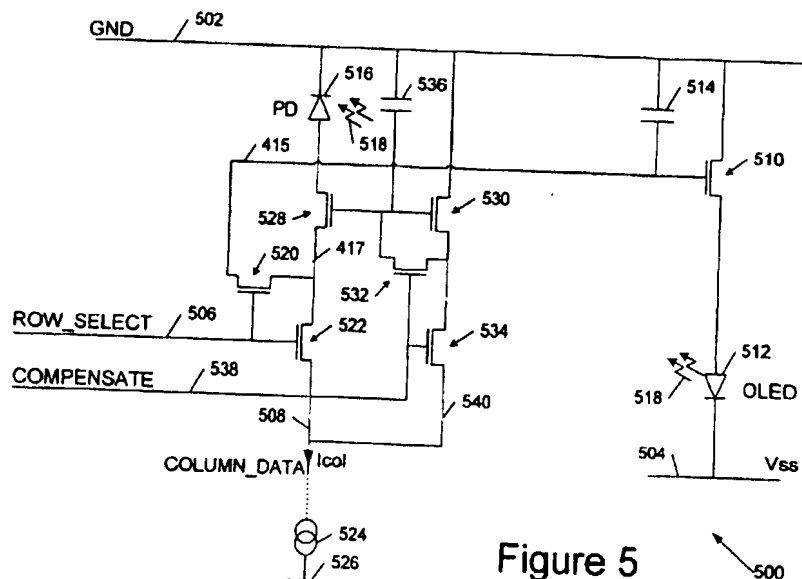 GND
502
516
536
514
PD
518
510
415
528
530
520
417
532
ROW_SELECT
506
522
534
COMPENSATE
538
512
518
OLED
508
540
COLUMN_DATA
Icol
504
Vss
524
526
Figure 5
500